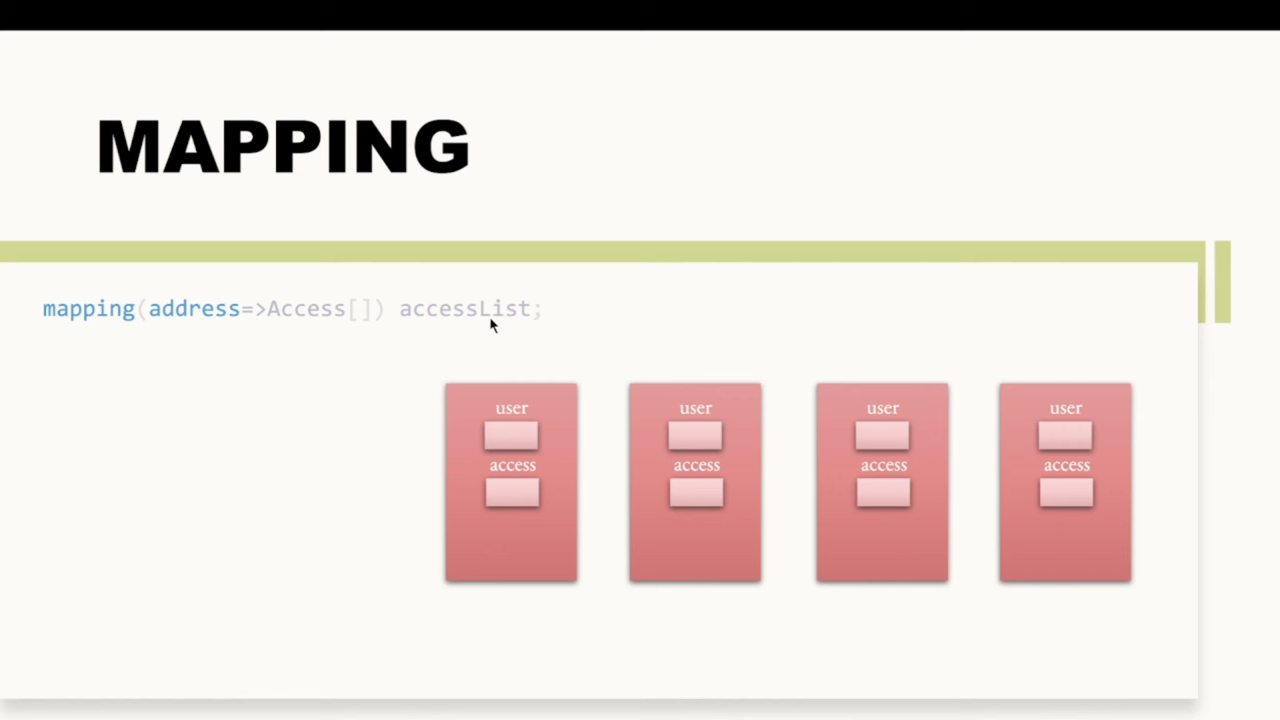 MAPPING
mapping(address=>Access[]) accessList;
user user user user
access access access access